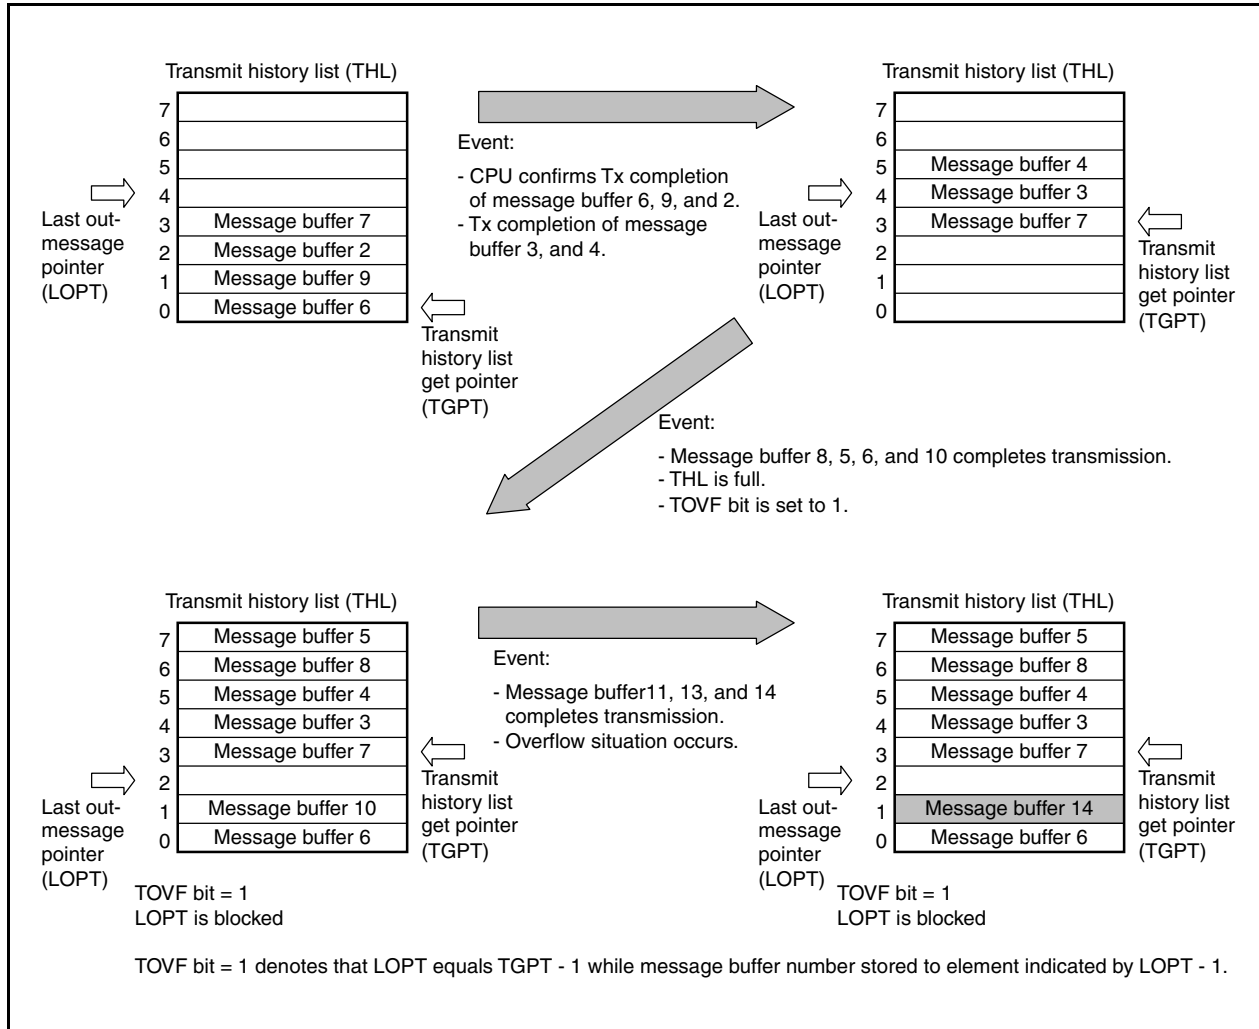 Transmit history list (THL)
7
6
5
4
3 Message buffer 7
2 Message buffer 2
1 Message buffer 9
0 Message buffer 6
Last out-
message
pointer
(LOPT)
Transmit
history list
get pointer
(TGPT)
Event:
- CPU confirms Tx completion
of message buffer 6, 9, and 2.
- Tx completion of message
buffer 3, and 4.
Transmit history list (THL)
7
6
5 Message buffer 4
4 Message buffer 3
3 Message buffer 7
2
1
0
Last out-
message
pointer
(LOPT)
Transmit
history list
get pointer
(TGPT)
Event:
- Message buffer 8, 5, 6, and 10 completes transmission.
- THL is full.
- TOVF bit is set to 1.
Transmit history list (THL)
7 Message buffer 5
6 Message buffer 8
5 Message buffer 4
4 Message buffer 3
3 Message buffer 7
2
1 Message buffer 10
0 Message buffer 6
Last out-
message
pointer
(LOPT)
Transmit
history list
get pointer
(TGPT)
TOVF bit = 1
LOPT is blocked
Event:
- Message buffer11, 13, and 14
completes transmission.
- Overflow situation occurs.
Transmit history list (THL)
7 Message buffer 5
6 Message buffer 8
5 Message buffer 4
4 Message buffer 3
3 Message buffer 7
2
1 Message buffer 14
0 Message buffer 6
Last out-
message
pointer
(LOPT)
Transmit
history list
get pointer
(TGPT)
TOVF bit = 1
LOPT is blocked
TOVF bit = 1 denotes that LOPT equals TGPT - 1 while message buffer number stored to element indicated by LOPT - 1.